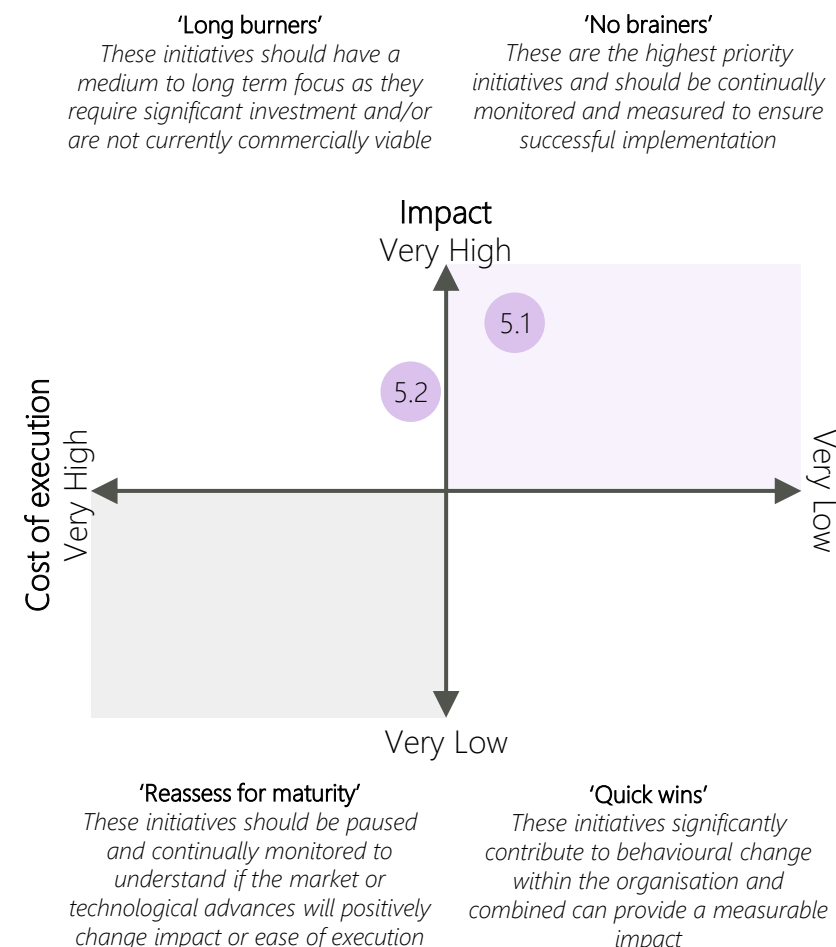 'Long burners'
These initiatives should have a
medium to long term focus as they
require significant investment and/or
are not currently commercially viable
'No brainers'
These are the highest priority
initiatives and should be continually
monitored and measured to ensure
successful implementation
Impact
Very High
5.1
5.2
Cost of execution
Very High
Very Low
Very Low
'Reassess for maturity'
These initiatives should be paused
and continually monitored to
understand if the market or
technological advances will positively
change impact or ease of execution
'Quick wins'
These initiatives significantly
contribute to behavioural change
within the organisation and
combined can provide a measurable
impact